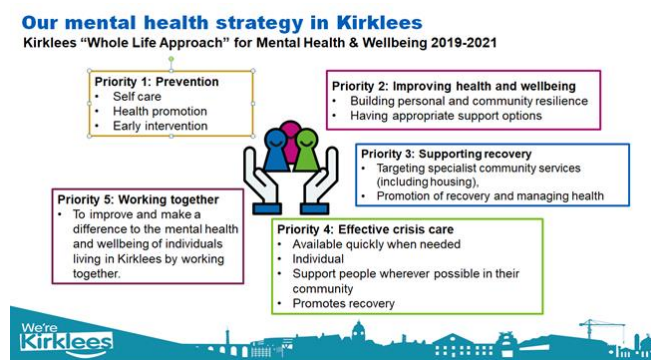 Our mental health strategy in Kirklees
Kirklees “Whole Life Approach” for Mental Health & Wellbeing 2019-2021
Priority 1: Prevention
• Self care
• Health promotion
• Early intervention
Priority 2: Improving health and wellbeing
• Building personal and community resilience
• Having appropriate support options
Priority 3: Supporting recovery
• Targeting specialist community services
(including housing),
• Promotion of recovery and managing health
Priority 4: Effective crisis care
• Available quickly when needed
• Individual
• Support people wherever possible in their
community
• Promotes recovery
Priority 5: Working together
• To improve and make a
difference to the mental health
and wellbeing of individuals
living in Kirklees by working
together.
We're
Kirklees